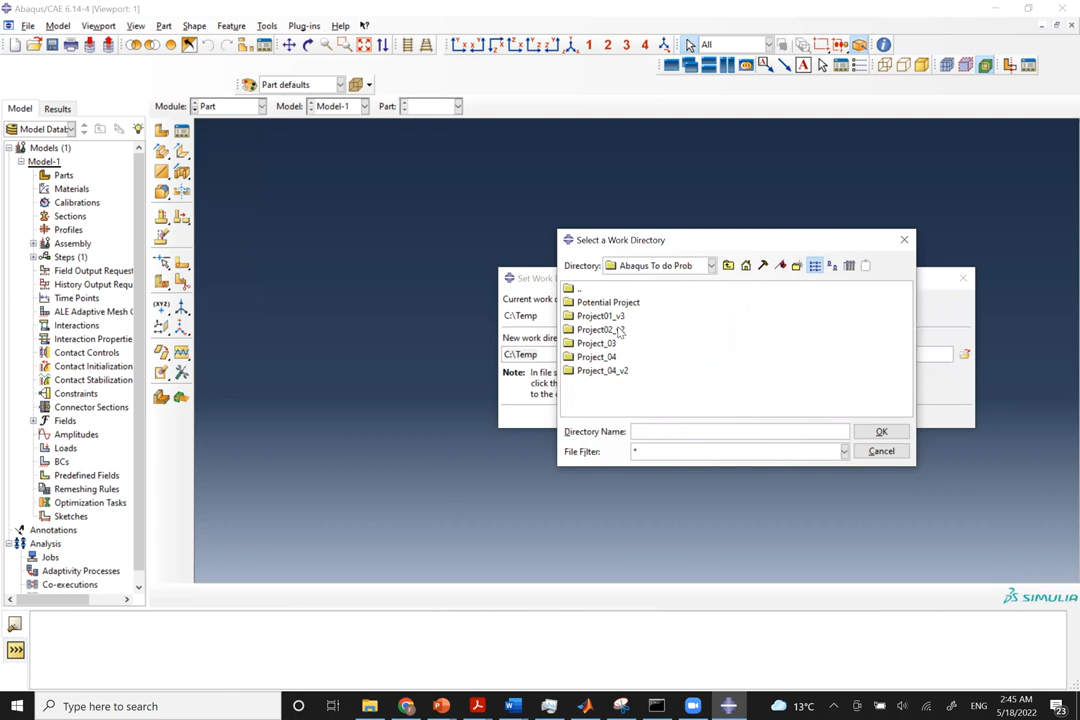 Abaqus/CAE 6.14-4 [Viewport: 1]
File Model Viewport View Part Shape Feature Tools Plug-ins Help
1 2 3 4 All
Part defaults
Model Results
Module: Part Model: Model-1 Part:
Model Datab
Models (1)
Model-1
Parts
Materials
Calibrations
Sections
Profiles
Assembly
Steps (1)
Field Output Request
History Output Requ
Time Points
ALE Adaptive Mesh C
Interactions
Interaction Propertie
Contact Controls
Contact Initialization
Contact Stabilization
Constraints
Connector Sections
Fields
Amplitudes
Loads
BCs
Predefined Fields
Remeshing Rules
Optimization Tasks
Sketches
Annotations
Analysis
Jobs
Adaptivity Processes
Co-executions
(XYZ)
Set Work
Current work
C:\Temp
New work dire
C:\Temp
Note: In file s
click th
to the
Select a Work Directory
Directory: Abaqus To do Prob
..
Potential Project
Project01_v3
Project_03
Project_04
Project_04_v2
Directory Name: OK
File Filter: * Cancel
SIMULIA
>>>
Type here to search
13°C
ENG
2:45 AM
5/18/2022
23